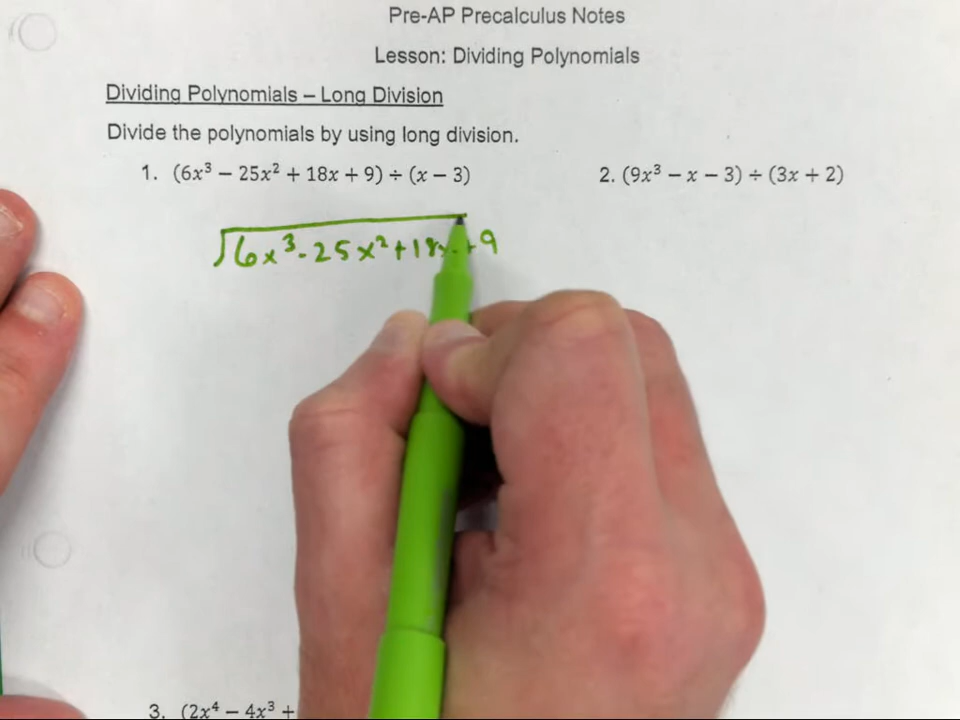 Pre-AP Precalculus Notes
Lesson: Dividing Polynomials
Dividing Polynomials – Long Division
Divide the polynomials by using long division.
1. (6x³ − 25x² + 18x + 9) ÷ (x − 3)
2. (9x³ − x − 3) ÷ (3x + 2)
6x³-25x²+18x+9
3. (2x⁴ − 4x³ +